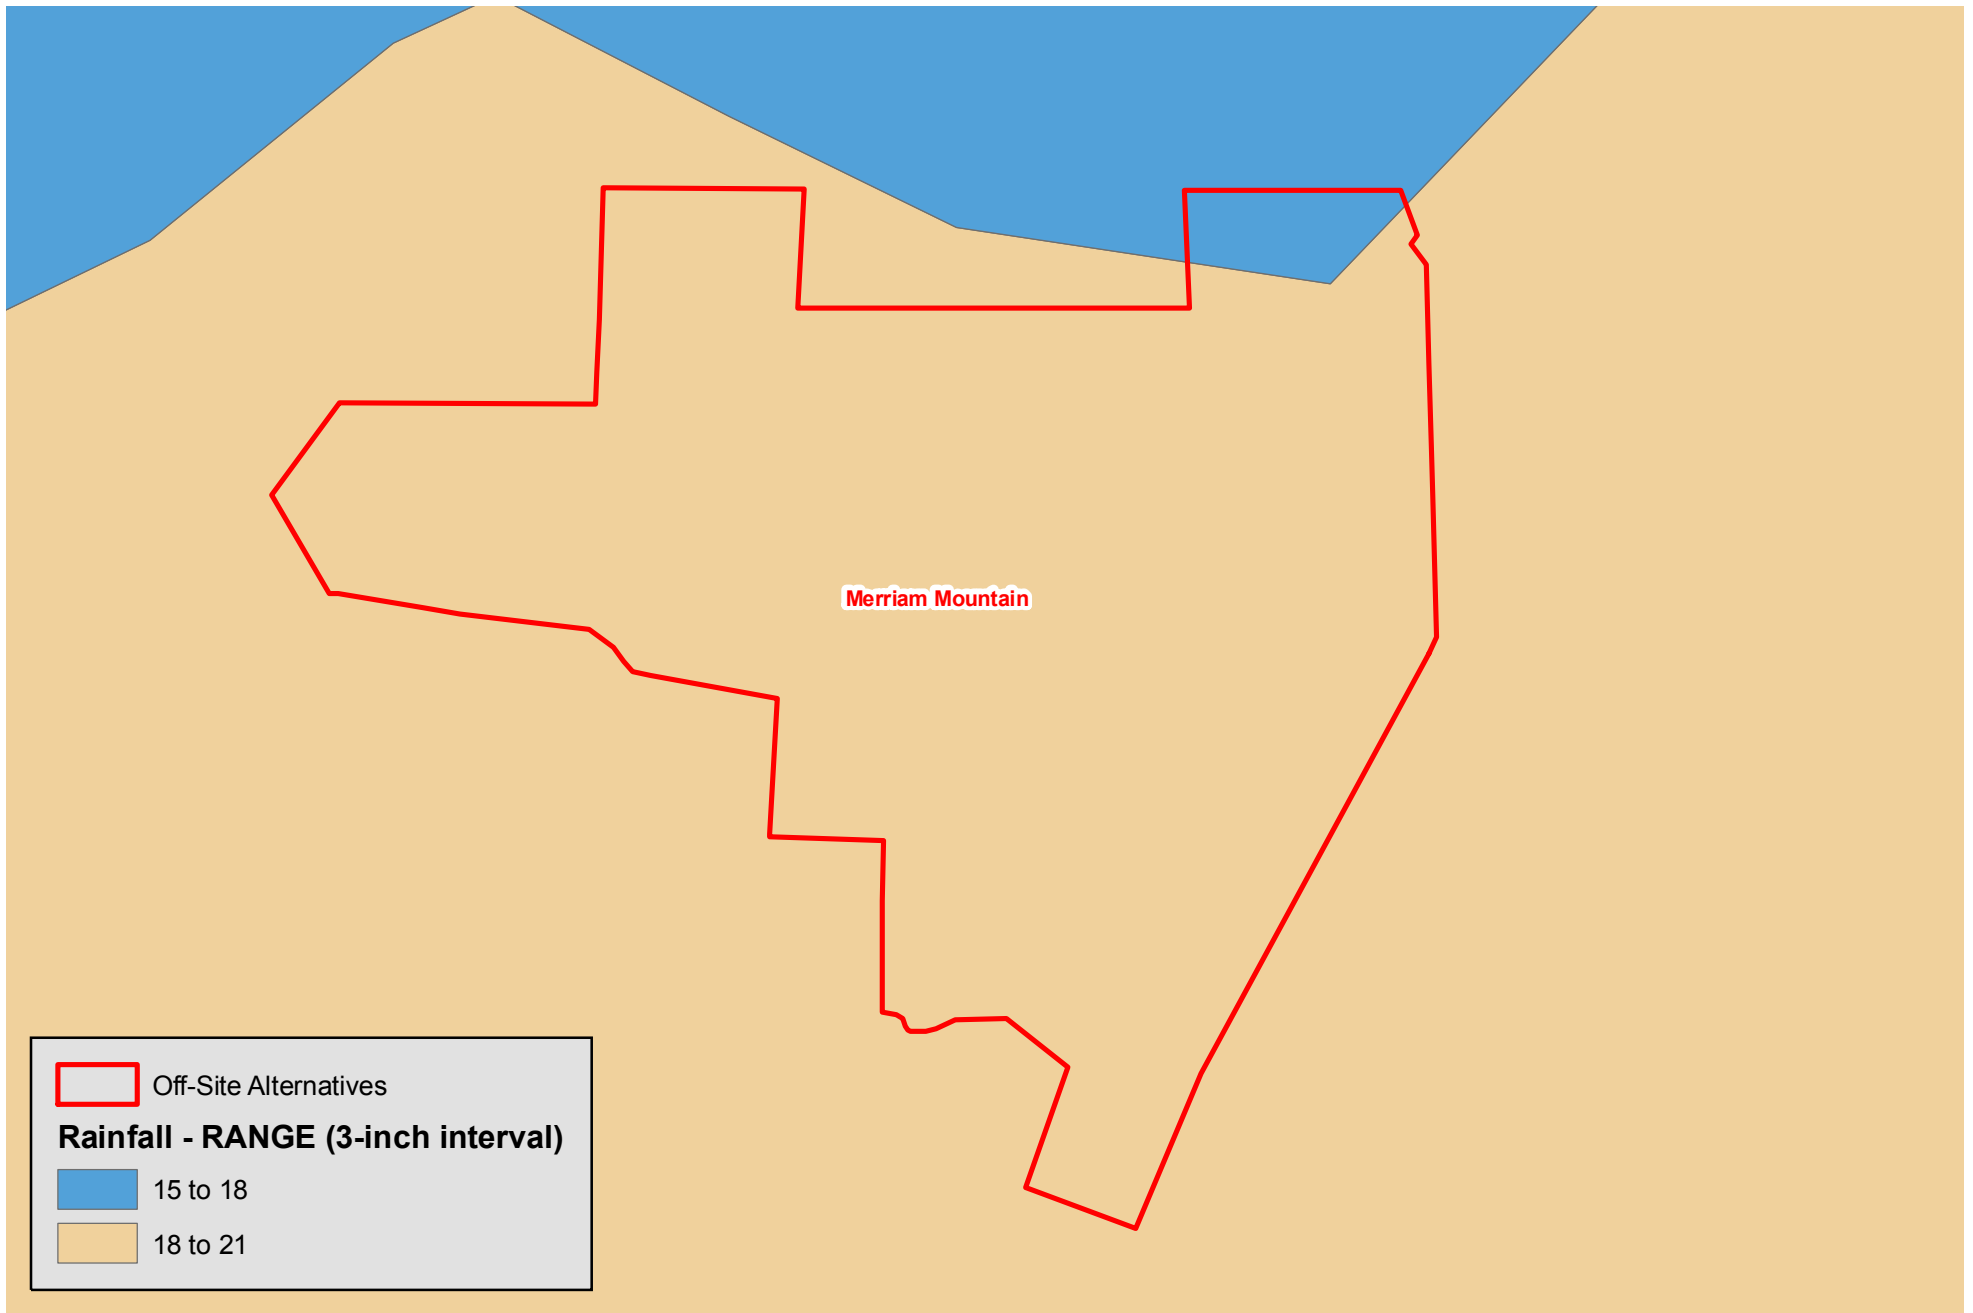 Merriam Mountain
Off-Site Alternatives
Rainfall - RANGE (3-inch interval)
15 to 18
18 to 21